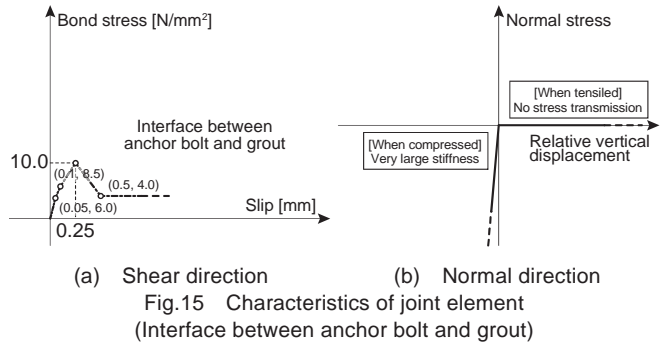 Bond stress [N/mm²]
Interface between
anchor bolt and grout
10.0
(0.1, 8.5)
(0.5, 4.0)
(0.05, 6.0)
Slip [mm]
0.25
(a) Shear direction
Normal stress
[When tensiled]
No stress transmission
[When compressed]
Very large stiffness
Relative vertical
displacement
(b) Normal direction
Fig.15 Characteristics of joint element
(Interface between anchor bolt and grout)